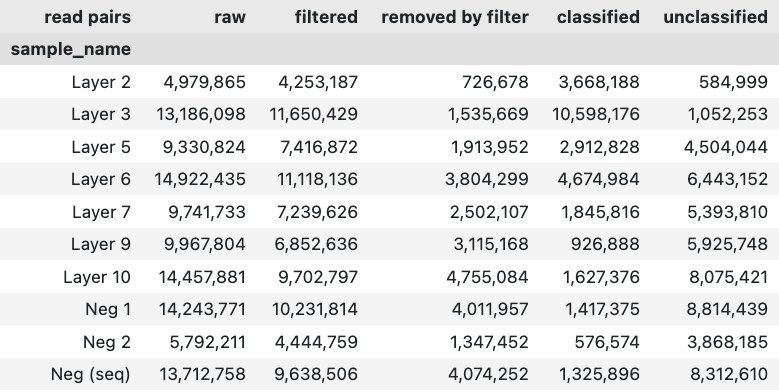 read pairs raw filtered removed by filter classified unclassified
sample_name
Layer 2 4,979,865 4,253,187 726,678 3,668,188 584,999
Layer 3 13,186,098 11,650,429 1,535,669 10,598,176 1,052,253
Layer 5 9,330,824 7,416,872 1,913,952 2,912,828 4,504,044
Layer 6 14,922,435 11,118,136 3,804,299 4,674,984 6,443,152
Layer 7 9,741,733 7,239,626 2,502,107 1,845,816 5,393,810
Layer 9 9,967,804 6,852,636 3,115,168 926,888 5,925,748
Layer 10 14,457,881 9,702,797 4,755,084 1,627,376 8,075,421
Neg 1 14,243,771 10,231,814 4,011,957 1,417,375 8,814,439
Neg 2 5,792,211 4,444,759 1,347,452 576,574 3,868,185
Neg (seq) 13,712,758 9,638,506 4,074,252 1,325,896 8,312,610